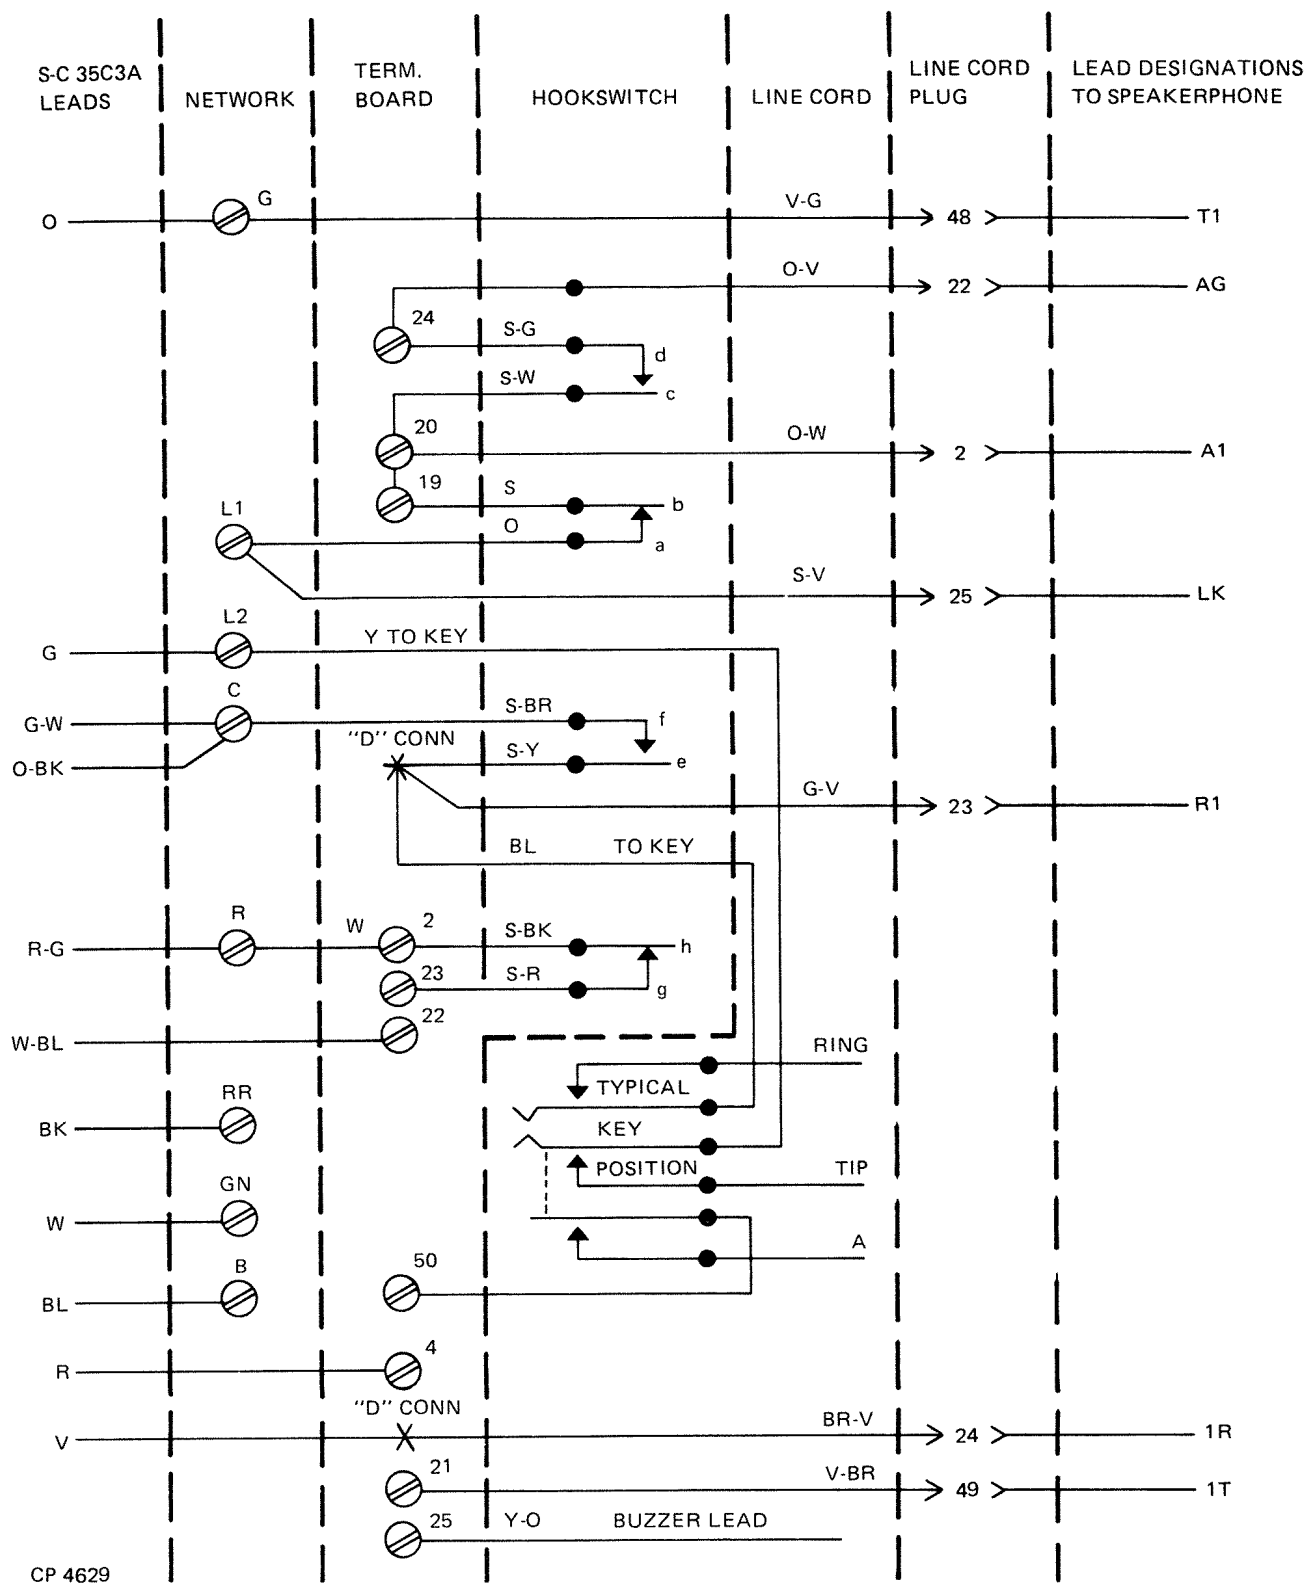 S-C 35C3A
LEADS
NETWORK
TERM.
BOARD
HOOKSWITCH
LINE CORD
LINE CORD
PLUG
LEAD DESIGNATIONS
TO SPEAKERPHONE
O
G
V-G
48
T1
O-V
22
AG
24
S-G
d
S-W
c
20
O-W
2
A1
19
S
b
L1
O
a
S-V
25
LK
L2
G
Y TO KEY
C
G-W
S-BR
f
"D" CONN
O-BK
S-Y
e
G-V
23
R1
BL TO KEY
R
R-G
W
2
S-BK
h
23
S-R
g
22
W-BL
RING
TYPICAL
RR
BK
KEY
POSITION
TIP
GN
W
A
B
50
BL
4
R
"D" CONN
V
BR-V
24
1R
21
V-BR
49
1T
25
Y-O
BUZZER LEAD
CP 4629